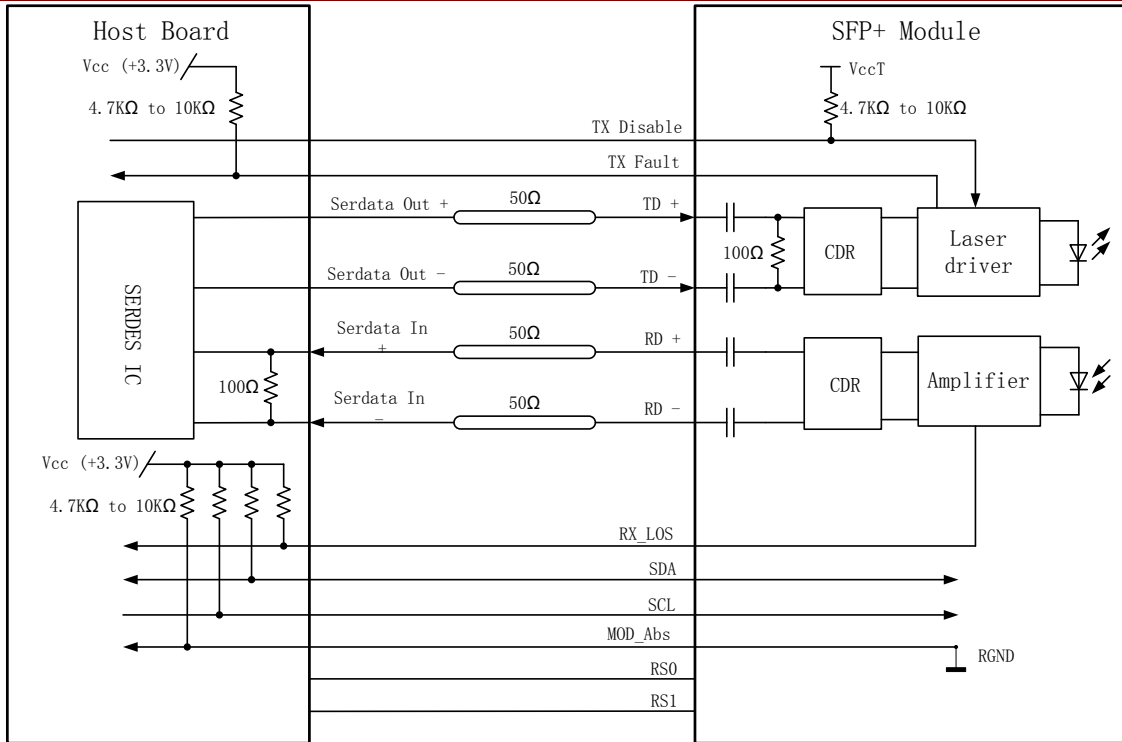 Host Board
SFP+ Module
Vcc (+3.3V)
VccT
4.7KΩ to 10KΩ
4.7KΩ to 10KΩ
TX Disable
TX Fault
Serdata Out +
50Ω
TD +
100Ω
CDR
Laser
driver
Serdata Out -
50Ω
TD -
SERDES IC
Serdata In
+
50Ω
RD +
100Ω
CDR
Amplifier
Serdata In
-
50Ω
RD -
Vcc (+3.3V)
4.7KΩ to 10KΩ
RX_LOS
SDA
SCL
MOD_Abs
RGND
RS0
RS1